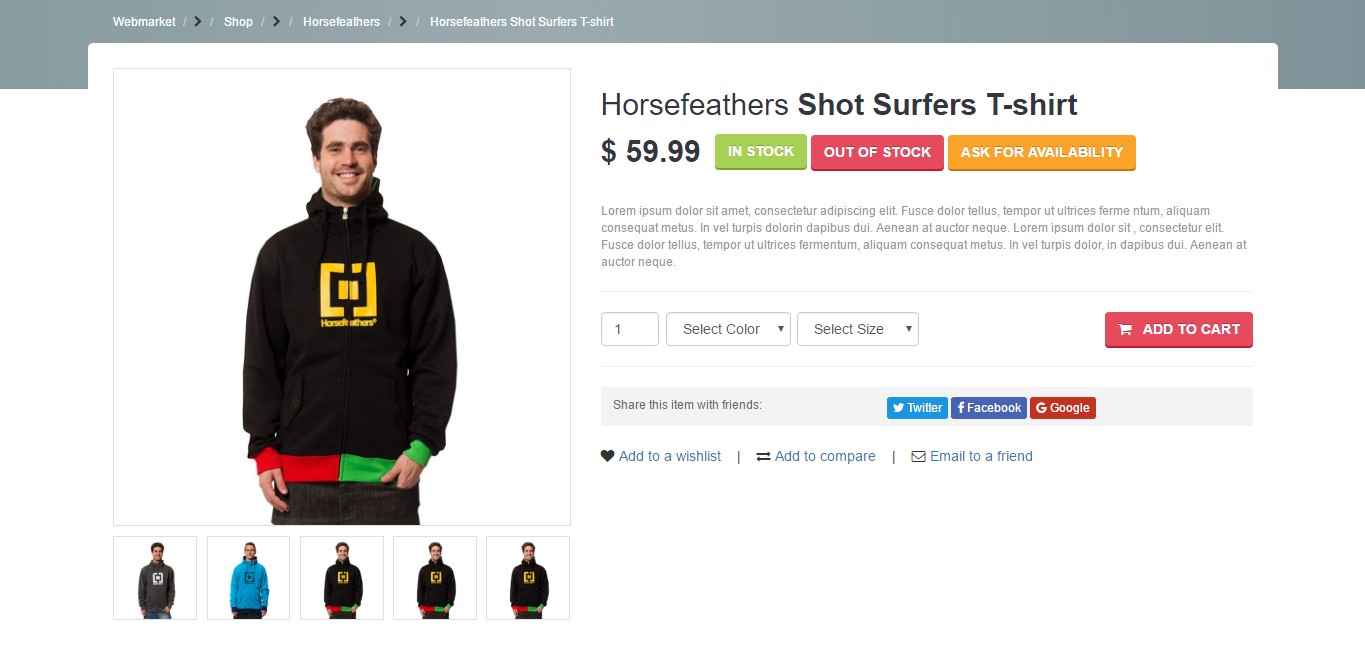 Webmarket / > / Shop / > / Horsefeathers / > / Horsefeathers Shot Surfers T-shirt
Horsefeathers Shot Surfers T-shirt
$ 59.99 IN STOCK OUT OF STOCK ASK FOR AVAILABILITY
Lorem ipsum dolor sit amet, consectetur adipiscing elit. Fusce dolor tellus, tempor ut ultrices ferme ntum, aliquam
consequat metus. In vel turpis dolorin dapibus dui. Aenean at auctor neque. Lorem ipsum dolor sit , consectetur elit.
Fusce dolor tellus, tempor ut ultrices fermentum, aliquam consequat metus. In vel turpis dolor, in dapibus dui. Aenean at
auctor neque.
Horsefeathers®
1 Select Color Select Size ADD TO CART
Share this item with friends: Twitter Facebook Google
Add to a wishlist | Add to compare | Email to a friend